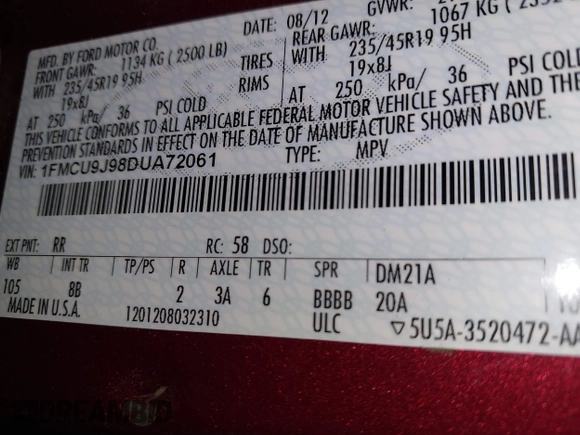 MFD. BY FORD MOTOR CO.
DATE: 08/12
GVWR:
FRONT GAWR: 1134 KG ( 2500 LB)
REAR GAWR: 1067 KG
WITH 235/45R19 95H TIRES WITH 235/45R19 95H
19x8J RIMS 19x8J
AT 250 kPa/ 36 PSI COLD AT 250 kPa/ 36 PSI COLD
THIS VEHICLE CONFORMS TO ALL APPLICABLE FEDERAL MOTOR VEHICLE SAFETY AND
PREVENTION STANDARDS IN EFFECT ON THE DATE OF MANUFACTURE SHOWN ABOVE.
VIN: 1FMCU9J98DUA72061 TYPE: MPV
EXT PNT: RR RC: 58 DSO:
WB INT TR TP/PS R AXLE TR SPR DM21A
105 8B 2 3A 6 BBBB 20A
MADE IN U.S.A. 1201208032310 ULC ▽5U5A-3520472-AA
DREAMBID